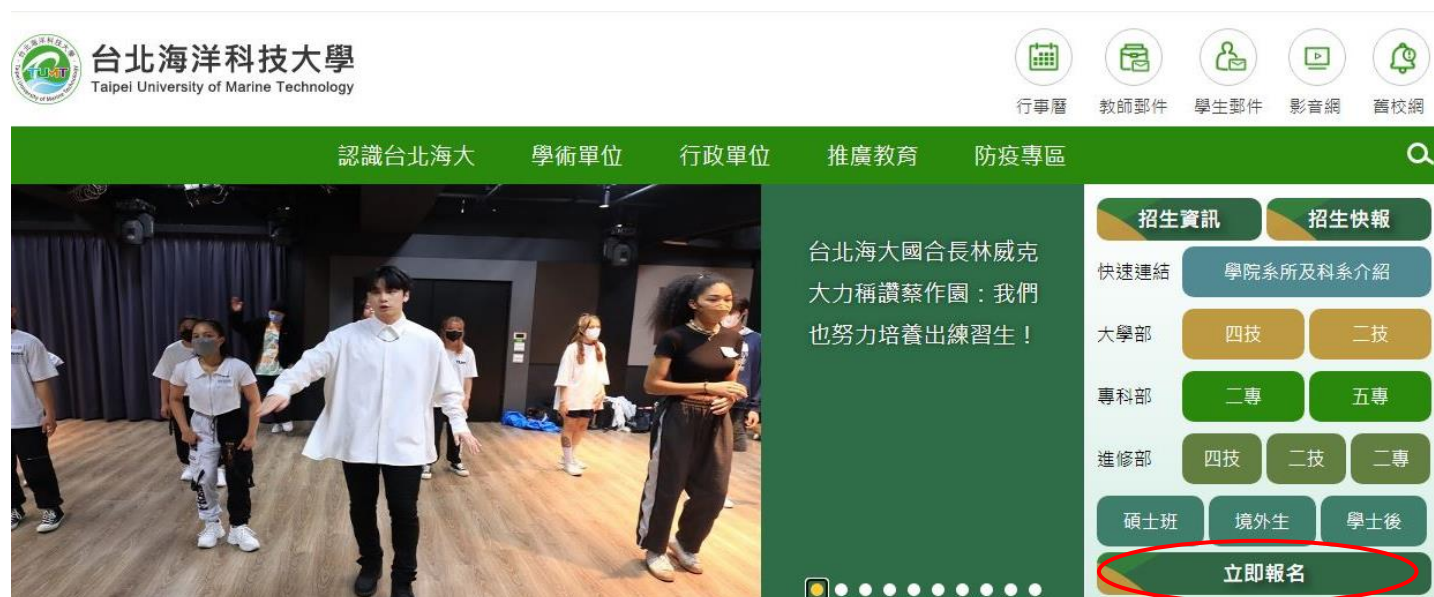 台北海洋科技大學
Taipei University of Marine Technology
TUMT
行事曆 教師郵件 學生郵件 影音網 舊校網
認識台北海大 學術單位 行政單位 推廣教育 防疫專區
台北海大國合長林威克
大力稱讚蔡作園：我們
也努力培養出練習生！
招生資訊 招生快報
快速連結 學院系所及科系介紹
大學部 四技 二技
專科部 二專 五專
進修部 四技 二技 二專
碩士班 境外生 學士後
立即報名